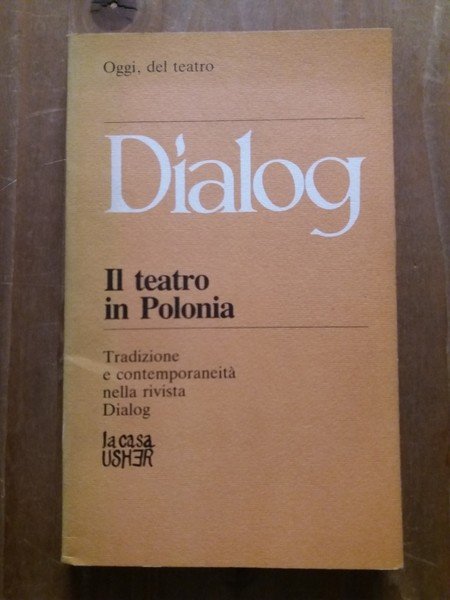 Oggi, del teatro
Dialog
Il teatro
in Polonia
Tradizione
e contemporaneità
nella rivista
Dialog
la casa
USHER